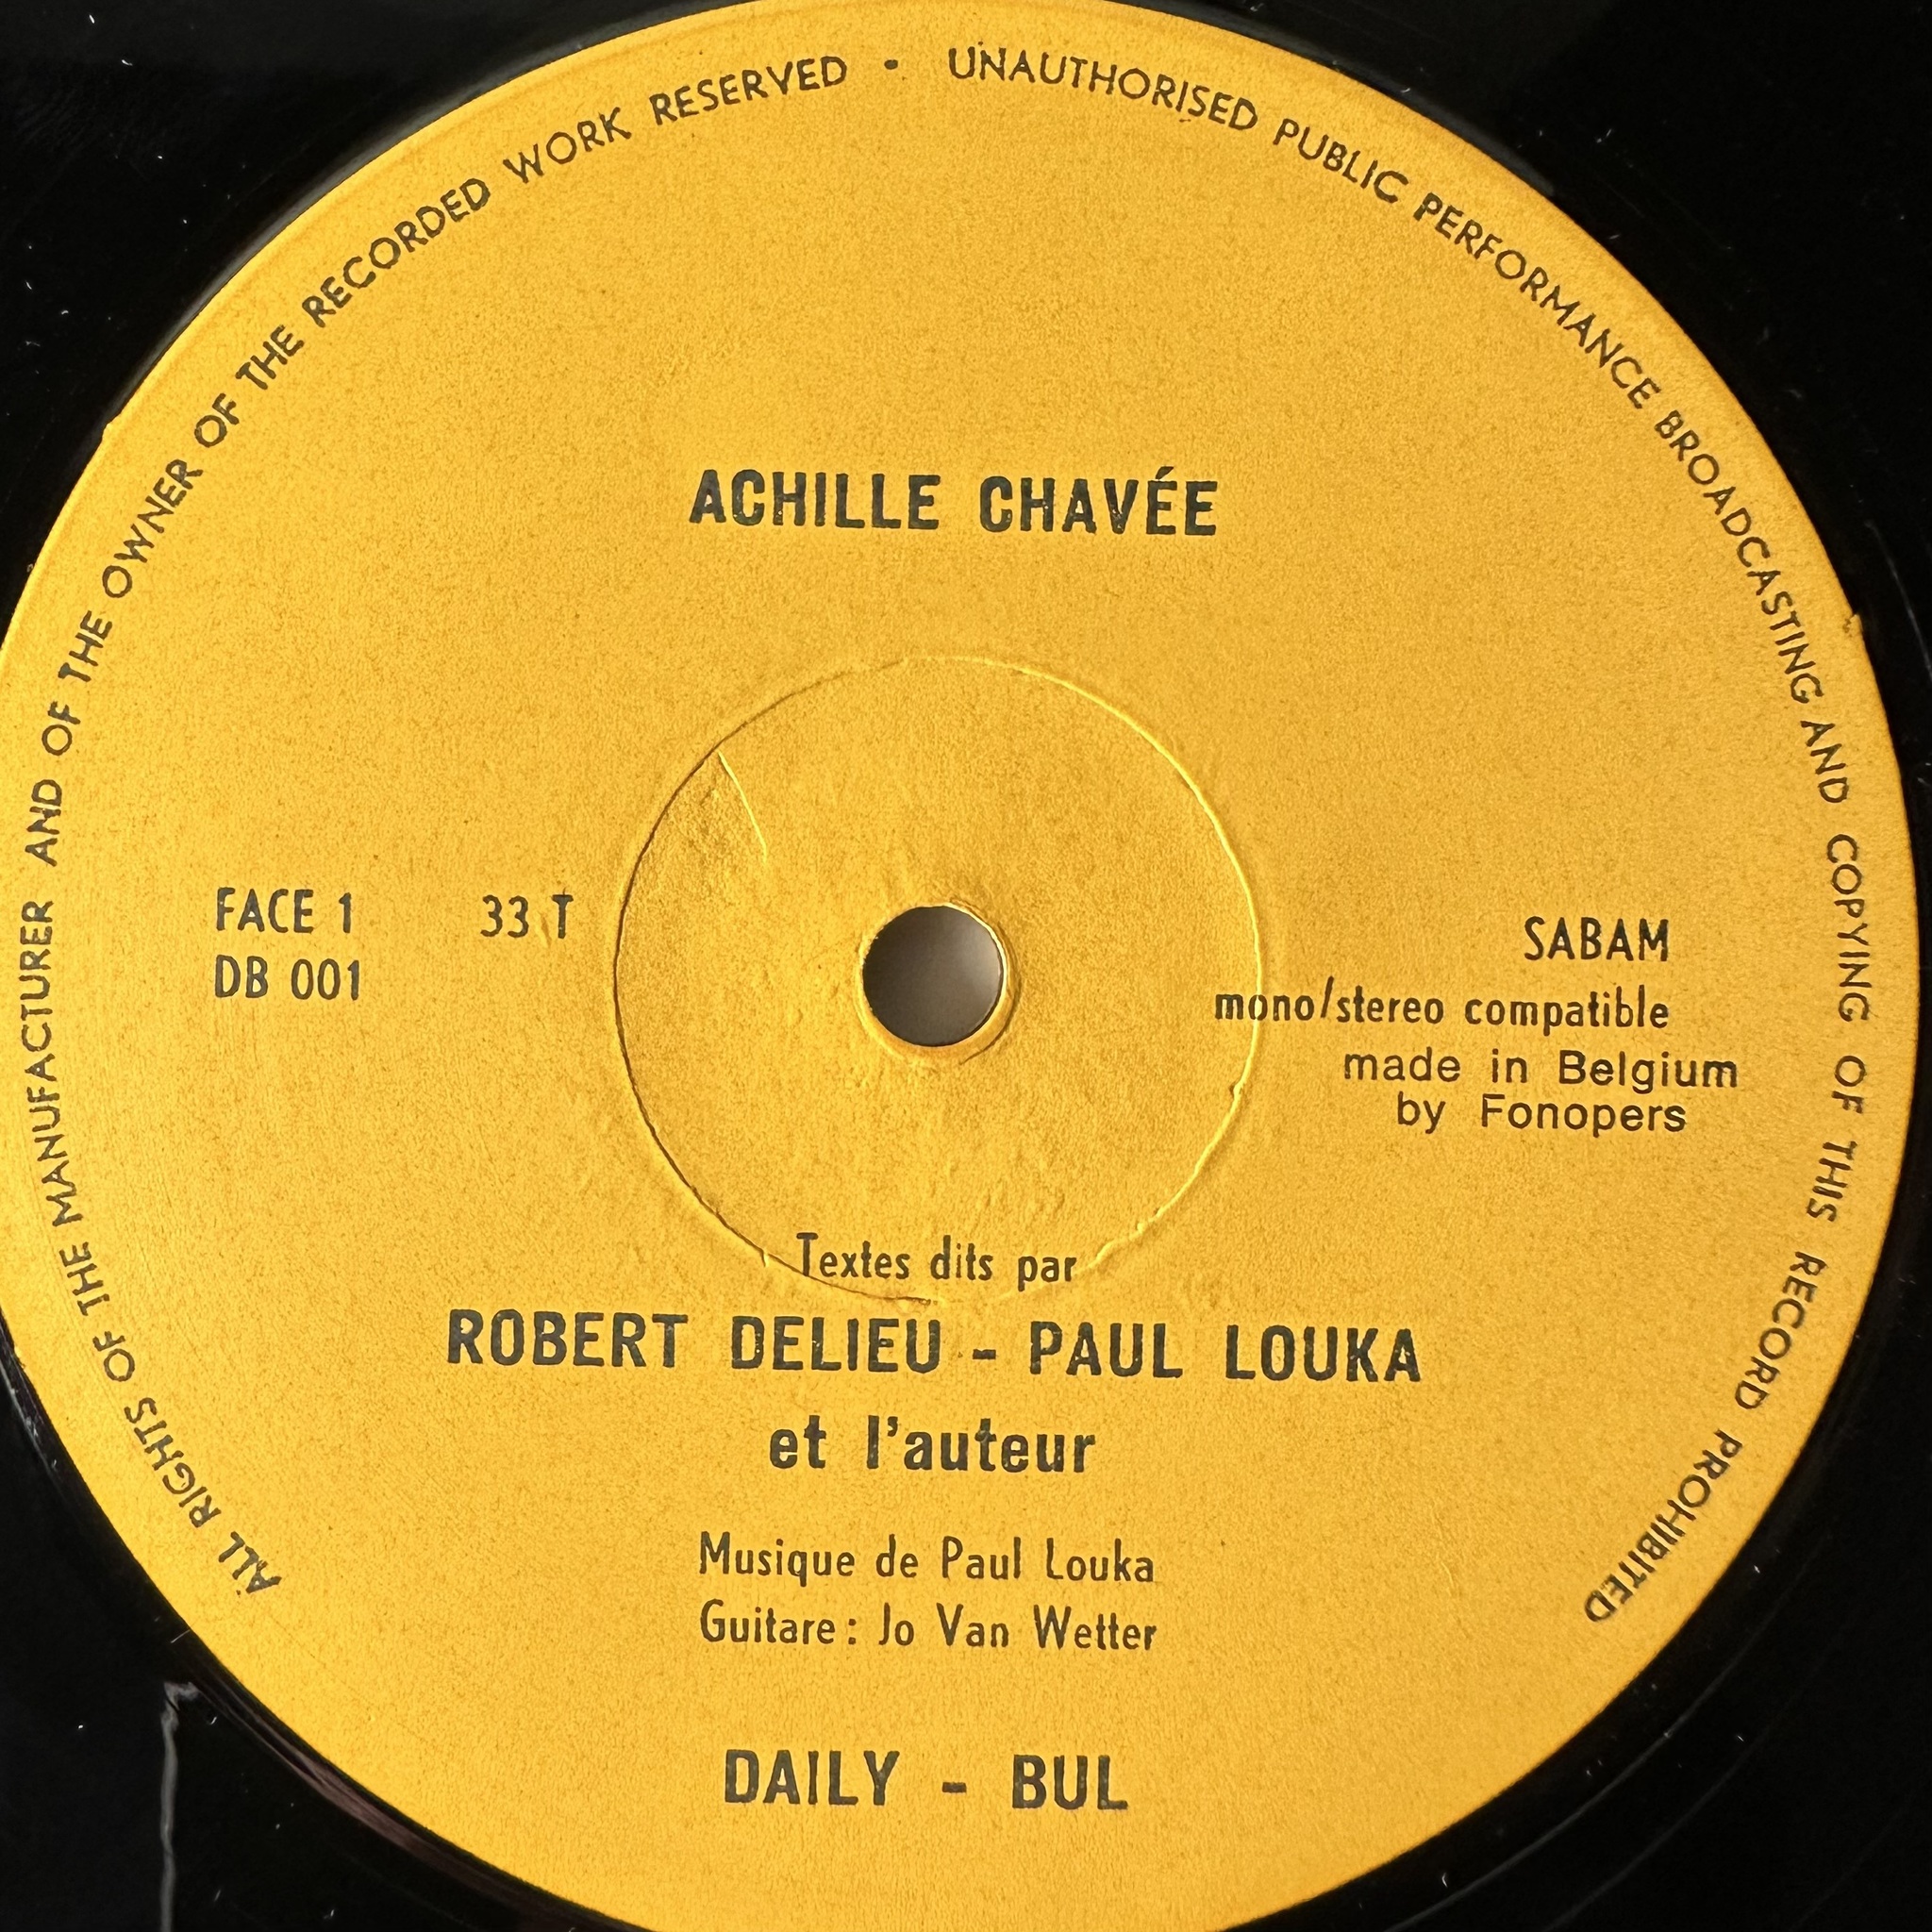 ALL RIGHTS OF THE MANUFACTURER AND OF THE OWNER OF THE RECORDED WORK RESERVED • UNAUTHORISED PUBLIC PERFORMANCE BROADCASTING AND COPYING OF THIS RECORD PROHIBITED
ACHILLE CHAVÉE
FACE 1 33 T
DB 001
SABAM
mono/stereo compatible
made in Belgium
by Fonopers
Textes dits par
ROBERT DELIEU - PAUL LOUKA
et l'auteur
Musique de Paul Louka
Guitare : Jo Van Wetter
DAILY - BUL